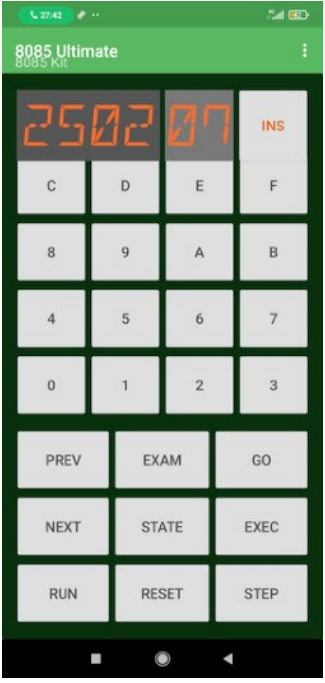 27:42
8085 Ultimate
8085 Kit
2502 07 INS
C D E F
8 9 A B
4 5 6 7
0 1 2 3
PREV EXAM GO
NEXT STATE EXEC
RUN RESET STEP